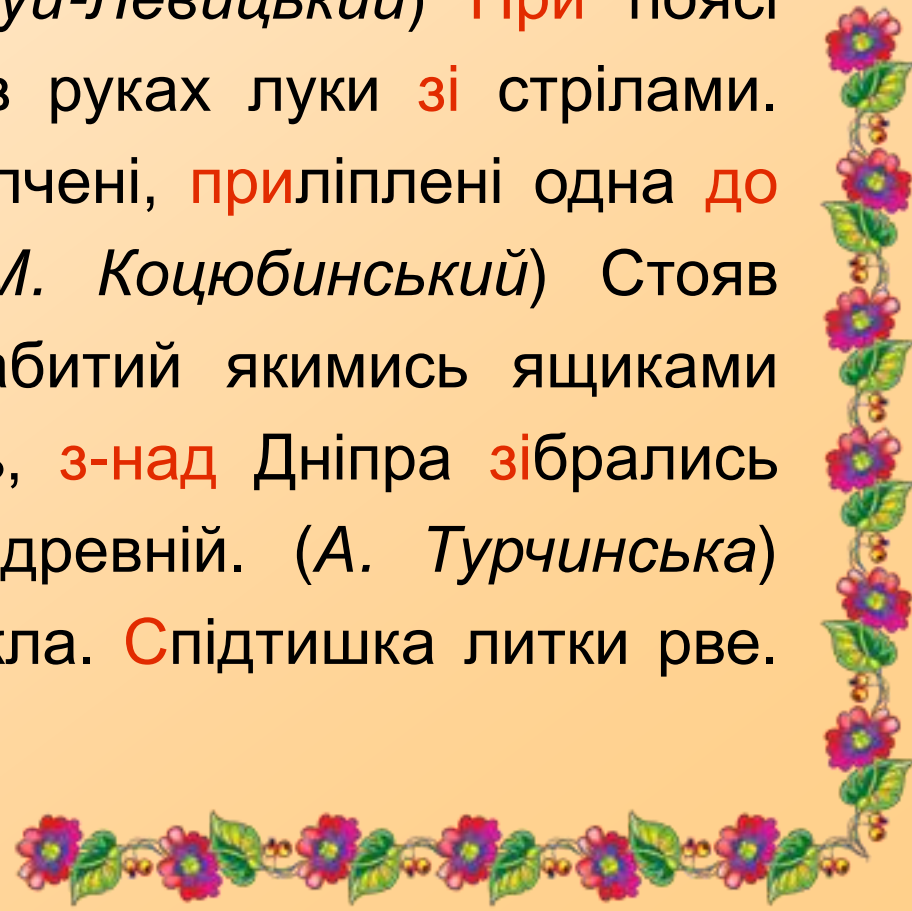 уй-Левицький) При поясі
в руках луки зі стрілами.
пчені, приліплені одна до
М. Коцюбинський) Стояв
абитий якимись ящиками
ь, з-над Дніпра зібрались
древній. (А. Турчинська)
кла. Спідтишка литки рве.